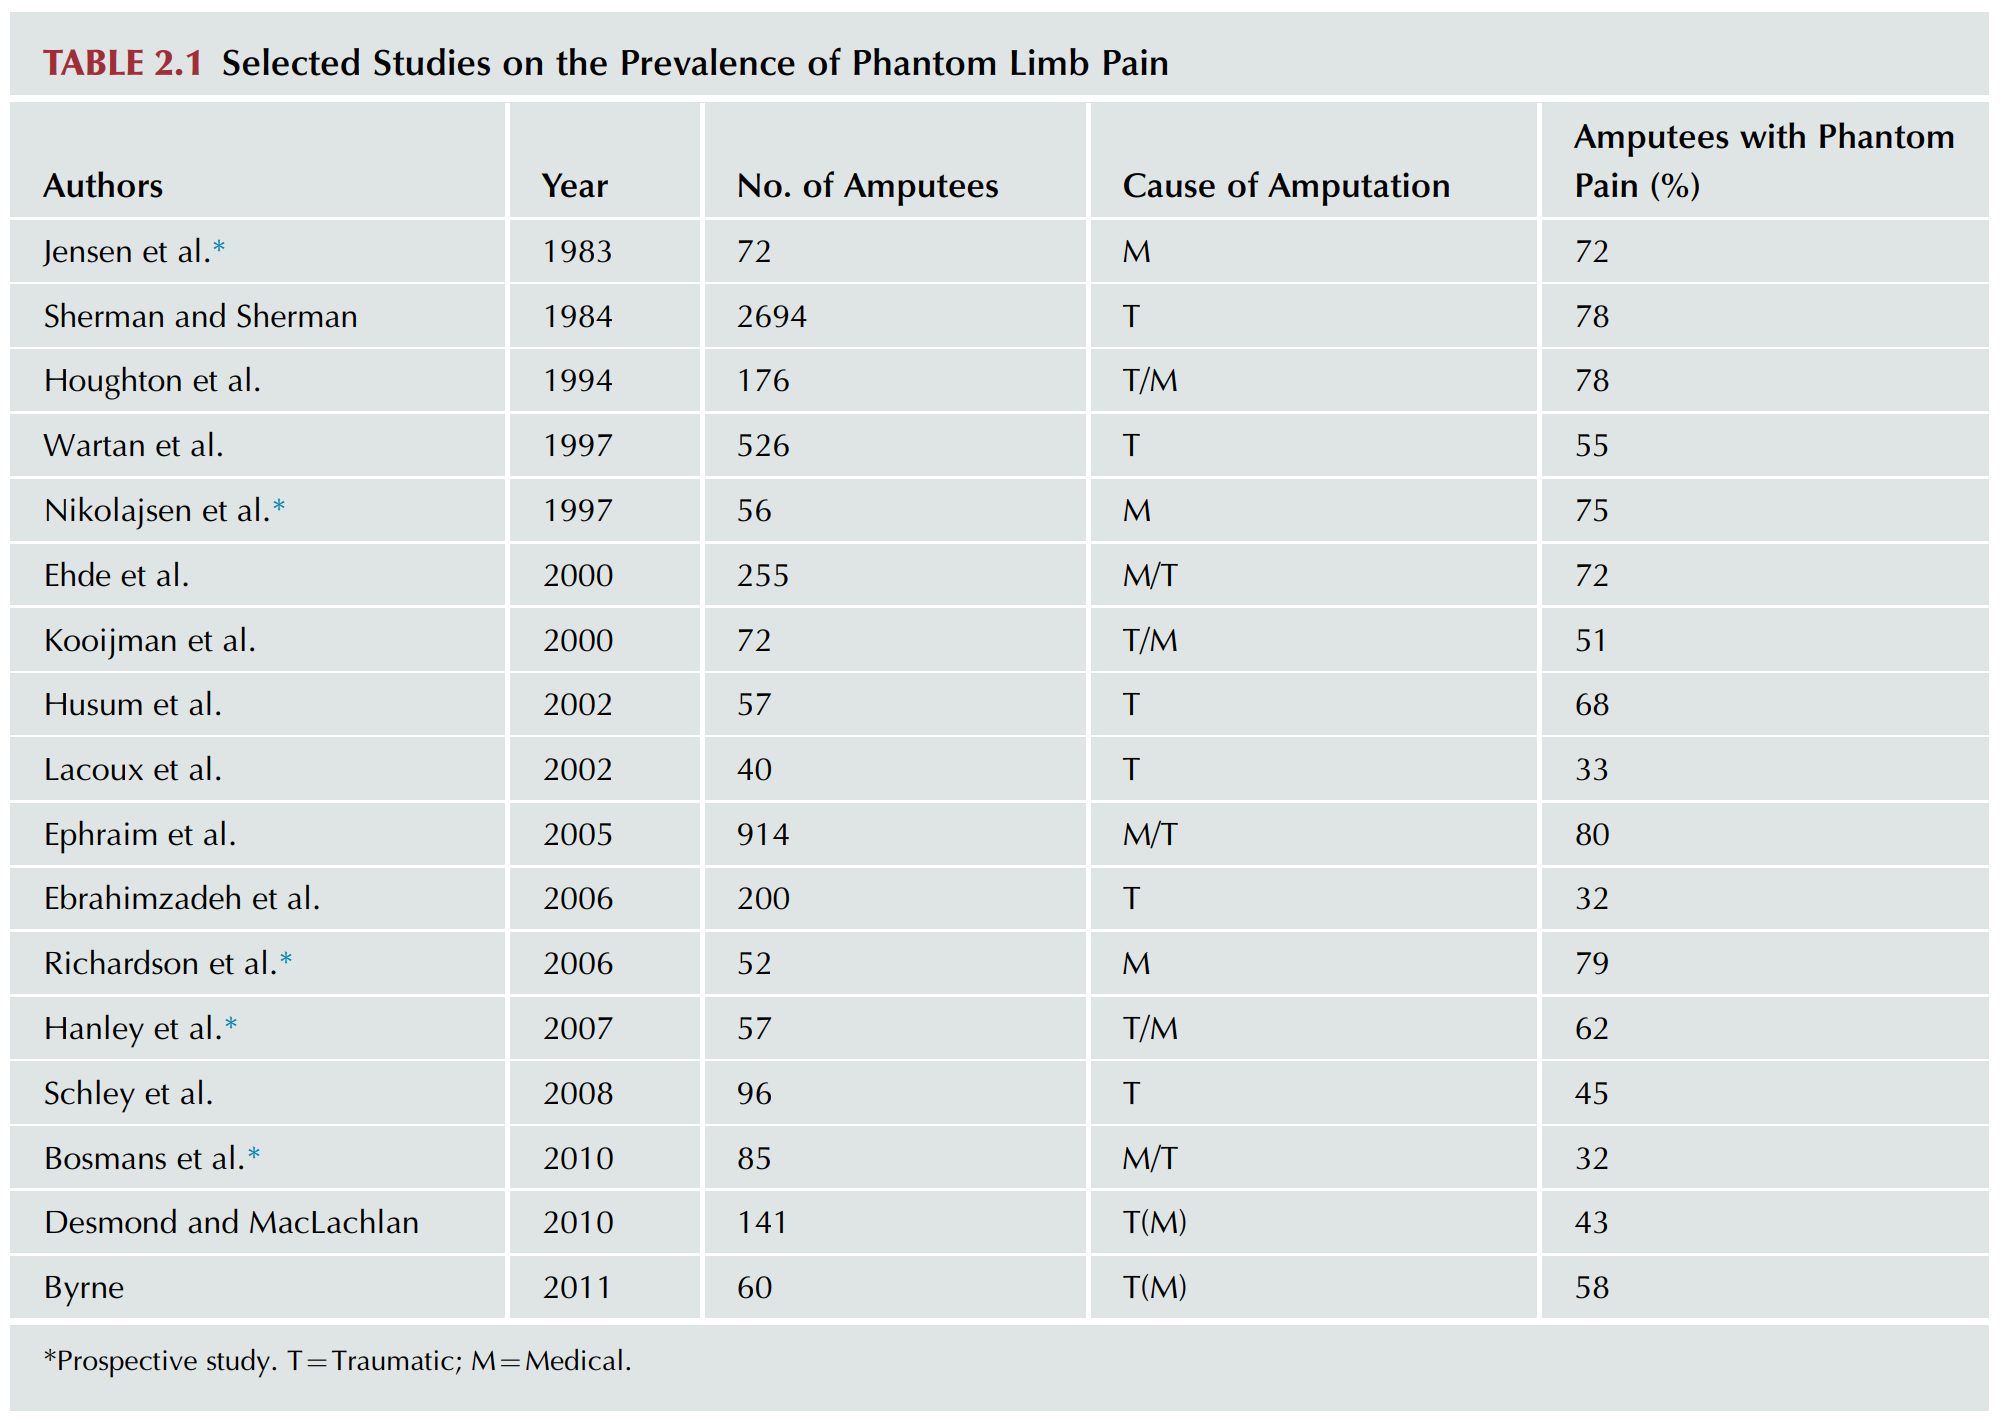 TABLE 2.1 Selected Studies on the Prevalence of Phantom Limb Pain
Authors Year No. of Amputees Cause of Amputation Amputees with Phantom Pain (%)
Jensen et al.* 1983 72 M 72
Sherman and Sherman 1984 2694 T 78
Houghton et al. 1994 176 T/M 78
Wartan et al. 1997 526 T 55
Nikolajsen et al.* 1997 56 M 75
Ehde et al. 2000 255 M/T 72
Kooijman et al. 2000 72 T/M 51
Husum et al. 2002 57 T 68
Lacoux et al. 2002 40 T 33
Ephraim et al. 2005 914 M/T 80
Ebrahimzadeh et al. 2006 200 T 32
Richardson et al.* 2006 52 M 79
Hanley et al.* 2007 57 T/M 62
Schley et al. 2008 96 T 45
Bosmans et al.* 2010 85 M/T 32
Desmond and MacLachlan 2010 141 T(M) 43
Byrne 2011 60 T(M) 58
*Prospective study. T=Traumatic; M=Medical.